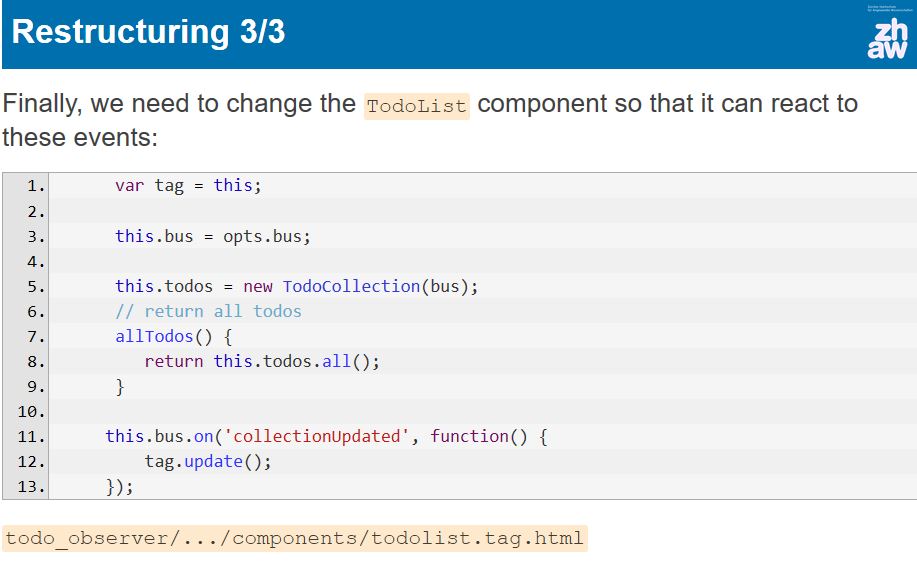 Restructuring 3/3
zh
aw
Finally, we need to change the TodoList component so that it can react to
these events:
1. var tag = this;
2.
3. this.bus = opts.bus;
4.
5. this.todos = new TodoCollection(bus);
6. // return all todos
7. allTodos() {
8. return this.todos.all();
9. }
10.
11. this.bus.on('collectionUpdated', function() {
12. tag.update();
13. });
todo_observer/.../components/todolist.tag.html